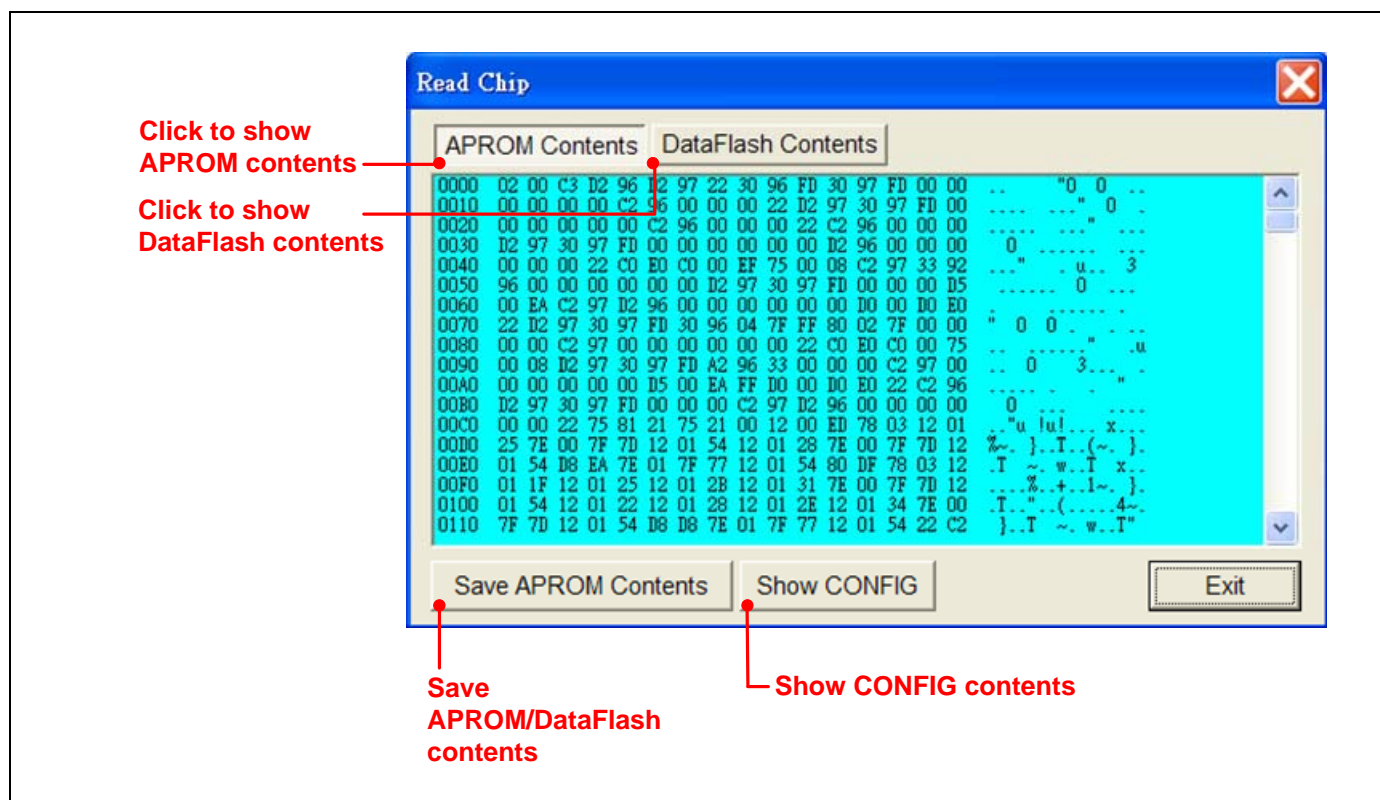 Read Chip
Click to show
APROM contents
APROM Contents DataFlash Contents
Click to show
DataFlash contents
0000 02 00 C3 D2 96 D2 97 22 30 96 FD 30 97 FD 00 00 .. "0 0 ..
0010 00 00 00 00 C2 96 00 00 00 22 D2 97 30 97 FD 00 .... ..." 0 .
0020 00 00 00 00 00 C2 96 00 00 00 22 C2 96 00 00 00 ..... ..." ...
0030 D2 97 30 97 FD 00 00 00 00 00 00 D2 96 00 00 00 0 ...... ...
0040 00 00 00 22 C0 E0 C0 00 EF 75 00 08 C2 97 33 92 ..." . u.. 3
0050 96 00 00 00 00 00 00 D2 97 30 97 FD 00 00 00 D5 ...... 0 ...
0060 00 EA C2 97 D2 96 00 00 00 00 00 00 D0 00 D0 E0 . ...... .
0070 22 D2 97 30 97 FD 30 96 04 7F FF 80 02 7F 00 00 " 0 0 . . ..
0080 00 00 C2 97 00 00 00 00 00 00 22 C0 E0 C0 00 75 .. ......" .u
0090 00 08 D2 97 30 97 FD A2 96 33 00 00 00 C2 97 00 .. 0 3... .
00A0 00 00 00 00 00 D5 00 EA FF D0 00 D0 E0 22 C2 96 ..... . . "
00B0 D2 97 30 97 FD 00 00 00 C2 97 D2 96 00 00 00 00 0 ... ....
00C0 00 00 22 75 81 21 75 21 00 12 00 ED 78 03 12 01 .."u !u!... x...
00D0 25 7E 00 7F 7D 12 01 54 12 01 28 7E 00 7F 7D 12 %~. }..T..(~. }.
00E0 01 54 D8 EA 7E 01 7F 77 12 01 54 80 DF 78 03 12 .T ~. w..T x..
00F0 01 1F 12 01 25 12 01 2B 12 01 31 7E 00 7F 7D 12 ....%..+..1~. }.
0100 01 54 12 01 22 12 01 28 12 01 2E 12 01 34 7E 00 .T.."..(.....4~.
0110 7F 7D 12 01 54 D8 D8 7E 01 7F 77 12 01 54 22 C2 }..T ~. w..T"
Save APROM Contents Show CONFIG Exit
Save
APROM/DataFlash
contents
Show CONFIG contents